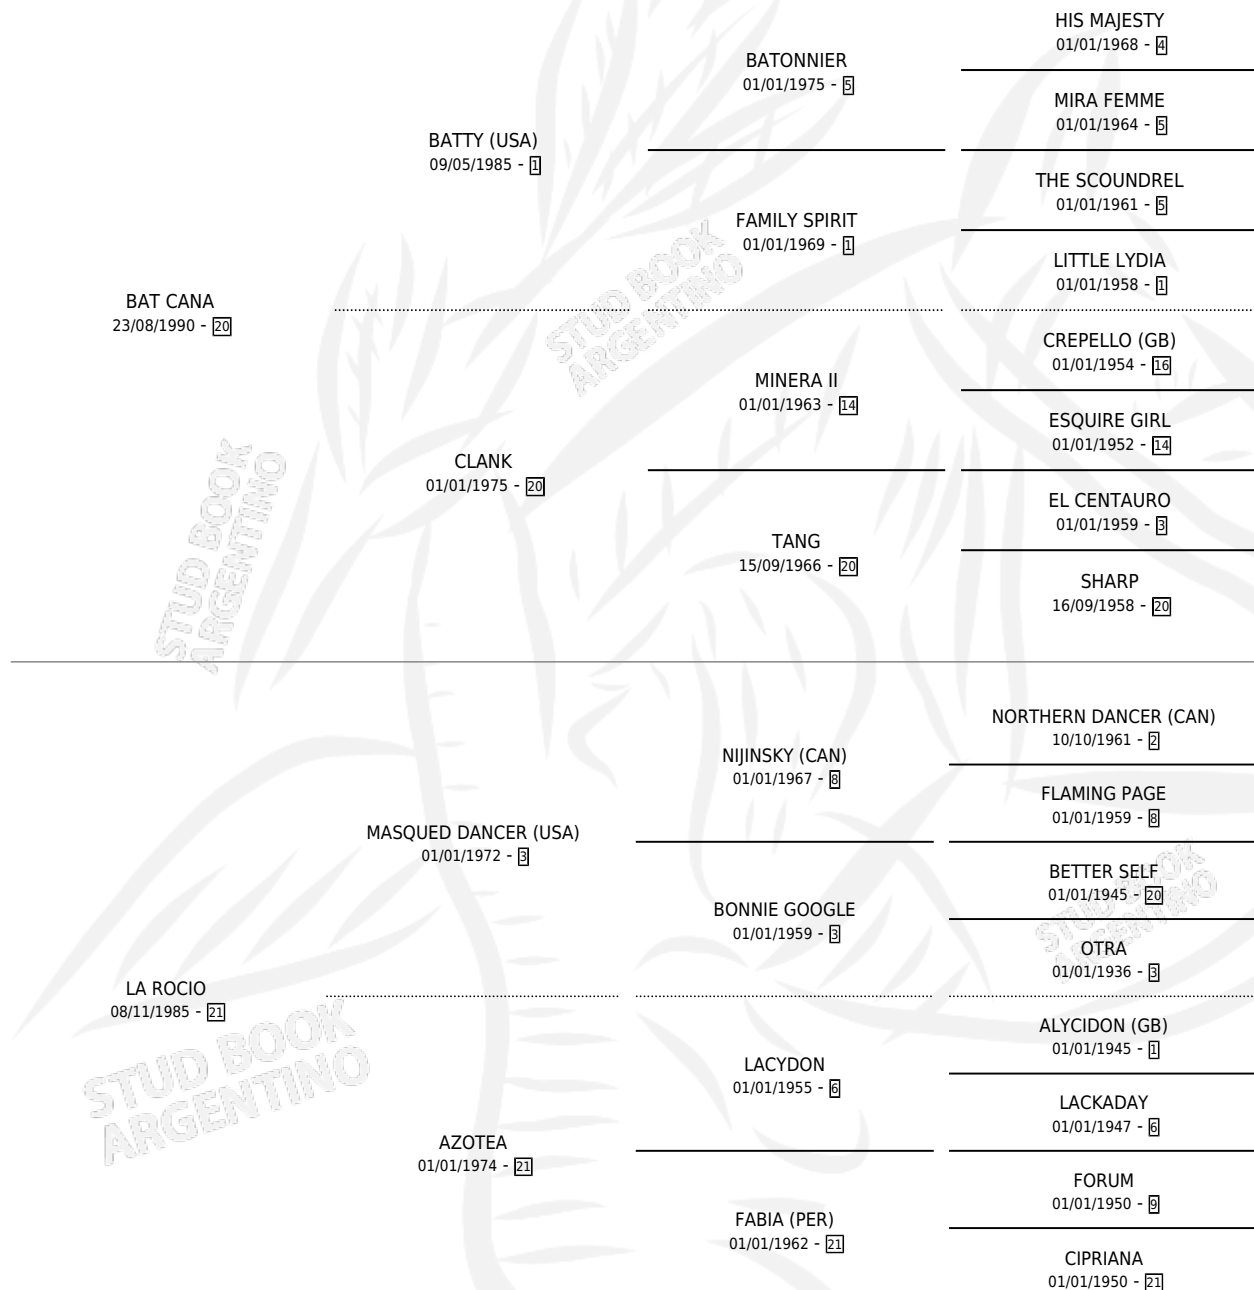 HIS MAJESTY
01/01/1968 - 4
BATONNIER
01/01/1975 - 5
MIRA FEMME
01/01/1964 - 5
BATTY (USA)
09/05/1985 - 1
THE SCOUNDREL
01/01/1961 - 5
FAMILY SPIRIT
01/01/1969 - 1
LITTLE LYDIA
01/01/1958 - 1
BAT CANA
23/08/1990 - 20
CREPELLO (GB)
01/01/1954 - 16
MINERA II
01/01/1963 - 14
ESQUIRE GIRL
01/01/1952 - 14
CLANK
01/01/1975 - 20
EL CENTAURO
01/01/1959 - 3
TANG
15/09/1966 - 20
SHARP
16/09/1958 - 20
NORTHERN DANCER (CAN)
10/10/1961 - 2
NIJINSKY (CAN)
01/01/1967 - 8
FLAMING PAGE
01/01/1959 - 8
MASQUED DANCER (USA)
01/01/1972 - 3
BETTER SELF
01/01/1945 - 20
BONNIE GOOGLE
01/01/1959 - 3
OTRA
01/01/1936 - 3
LA ROCIO
08/11/1985 - 21
ALYCIDON (GB)
01/01/1945 - 1
LACYDON
01/01/1955 - 6
LACKADAY
01/01/1947 - 6
AZOTEA
01/01/1974 - 21
FORUM
01/01/1950 - 9
FABIA (PER)
01/01/1962 - 21
CIPRIANA
01/01/1950 - 21
STUD BOOK
ARGENTINO
STUD BOOK
ARGENTINO
STUD BOOK
ARGENTINO
STUD BOOK
ARGENTINO